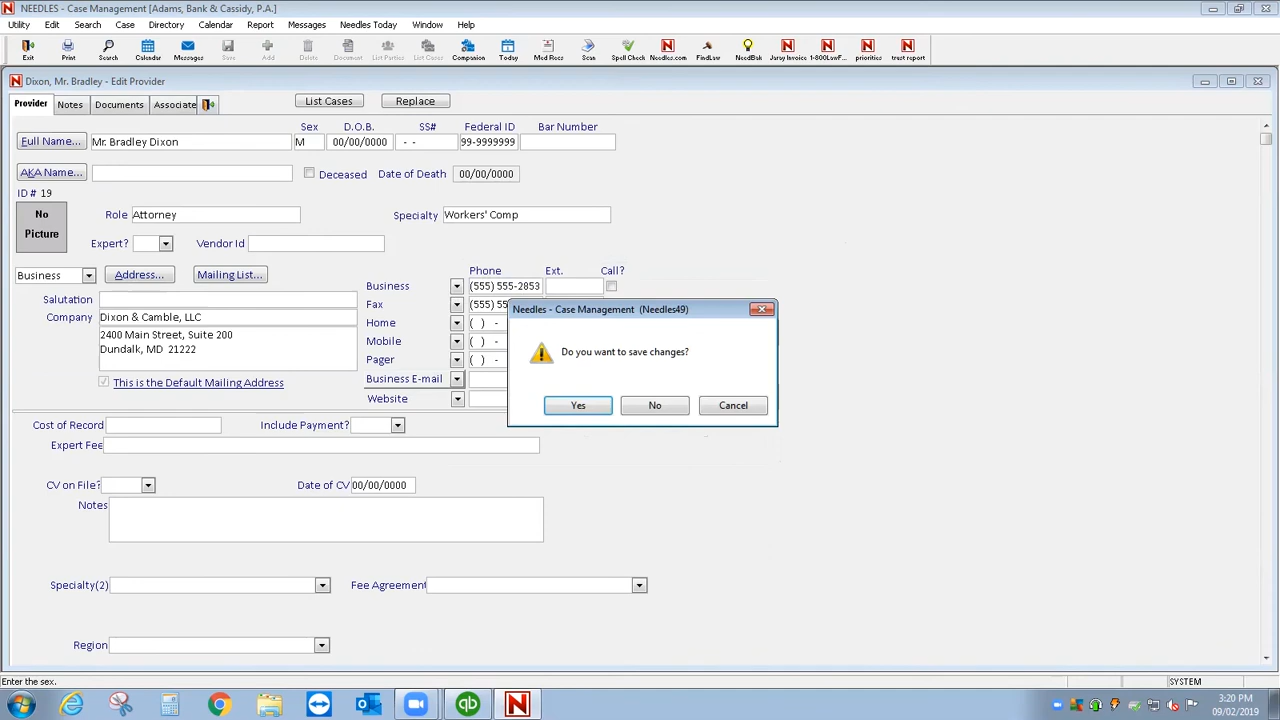 NEEDLES - Case Management [Adams, Bank & Cassidy, P.A.]
Utility Edit Search Case Directory Calendar Report Messages Needles Today Window Help
Exit Print Search Calendar Messages Save Add Delete Document List Parties List Cases Companion Today Med Recs Scan Spell Check Needles.com FindLaw NeedBsk Jarsy Invoice 1-800LawF... priorities trust report
Dixon, Mr. Bradley - Edit Provider
Provider Notes Documents Associate
List Cases Replace
Sex D.O.B. SS# Federal ID Bar Number
Full Name... Mr. Bradley Dixon M 00/00/0000 - - 99-9999999
AKA Name... Deceased Date of Death 00/00/0000
ID # 19
No
Picture
Role Attorney Specialty Workers' Comp
Expert? Vendor Id
Phone Ext. Call?
Business Address... Mailing List...
Business (555) 555-2853
Salutation
Fax (555) 55
Company Dixon & Camble, LLC
Home ( ) -
2400 Main Street, Suite 200
Dundalk, MD 21222
Mobile ( ) -
Pager ( ) -
This is the Default Mailing Address
Business E-mail
Website
Needles - Case Management (Needles49)
Do you want to save changes?
Yes No Cancel
Cost of Record Include Payment?
Expert Fee
CV on File? Date of CV 00/00/0000
Notes
Specialty(2) Fee Agreement
Region
Enter the sex. SYSTEM
3:20 PM
09/02/2019